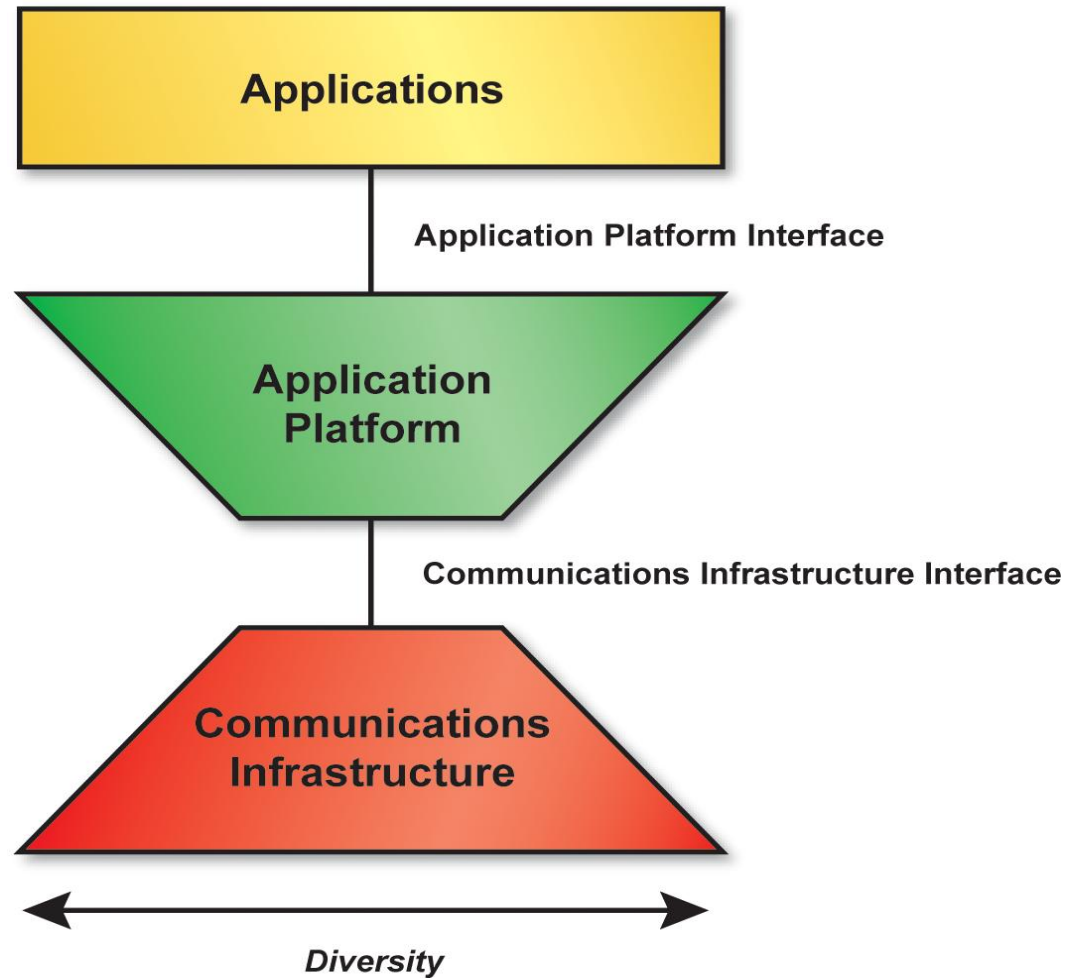 Applications
Application Platform Interface
Application
Platform
Communications Infrastructure Interface
Communications
Infrastructure
Diversity